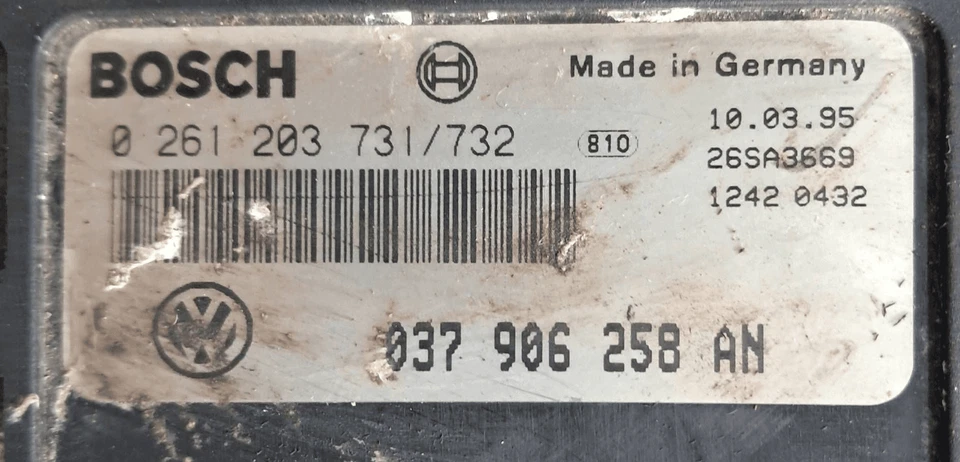 BOSCH
Made in Germany
0 261 203 731/732
810
10.03.95
26SA3669
1242 0432
037 906 258 AN